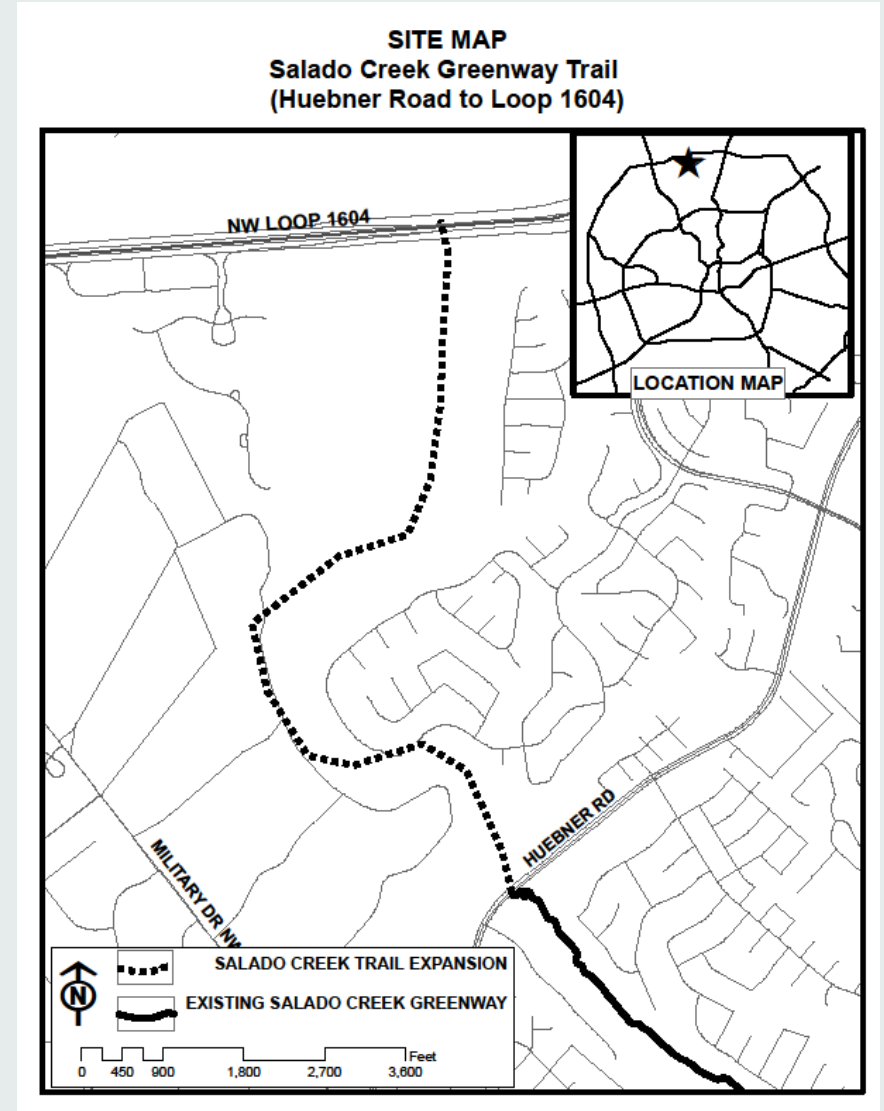 SITE MAP
Salado Creek Greenway Trail
(Huebner Road to Loop 1604)
NW LOOP 1604
LOCATION MAP
HUEBNER RD
MILITARY DR NW
SALADO CREEK TRAIL EXPANSION
N
EXISTING SALADO CREEK GREENWAY
Feet
0 450 900 1,800 2,700 3,600